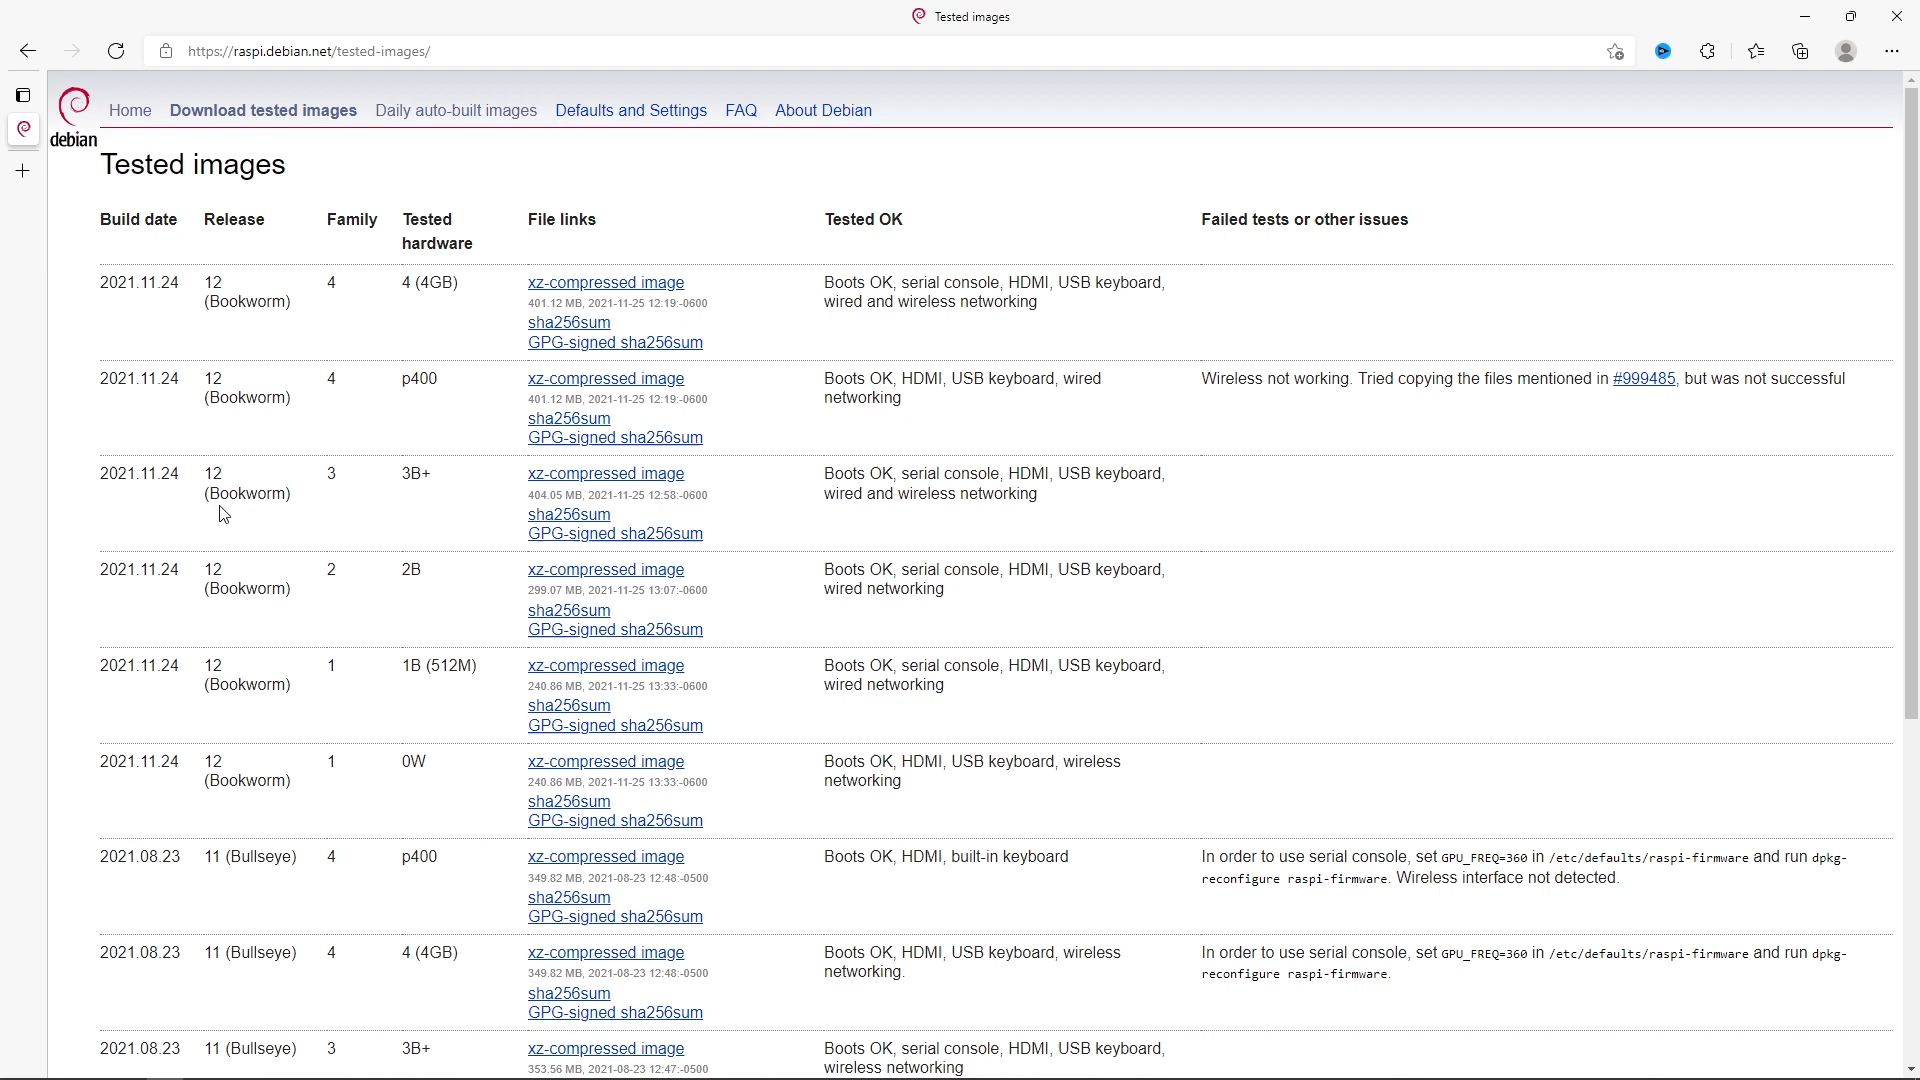 Tested images
https://raspi.debian.net/tested-images/
debian
Home Download tested images Daily auto-built images Defaults and Settings FAQ About Debian
Tested images
Build date Release Family Tested hardware File links Tested OK Failed tests or other issues
2021.11.24 12 (Bookworm) 4 4 (4GB) xz-compressed image Boots OK, serial console, HDMI, USB keyboard,
401.12 MB, 2021-11-25 12:19:-0600 wired and wireless networking
sha256sum
GPG-signed sha256sum
2021.11.24 12 (Bookworm) 4 p400 xz-compressed image Boots OK, HDMI, USB keyboard, wired Wireless not working. Tried copying the files mentioned in #999485, but was not successful
401.12 MB, 2021-11-25 12:19:-0600 networking
sha256sum
GPG-signed sha256sum
2021.11.24 12 (Bookworm) 3 3B+ xz-compressed image Boots OK, serial console, HDMI, USB keyboard,
404.05 MB, 2021-11-25 12:58:-0600 wired and wireless networking
sha256sum
GPG-signed sha256sum
2021.11.24 12 (Bookworm) 2 2B xz-compressed image Boots OK, serial console, HDMI, USB keyboard,
299.07 MB, 2021-11-25 13:07:-0600 wired networking
sha256sum
GPG-signed sha256sum
2021.11.24 12 (Bookworm) 1 1B (512M) xz-compressed image Boots OK, serial console, HDMI, USB keyboard,
240.86 MB, 2021-11-25 13:33:-0600 wired networking
sha256sum
GPG-signed sha256sum
2021.11.24 12 (Bookworm) 1 0W xz-compressed image Boots OK, HDMI, USB keyboard, wireless
240.86 MB, 2021-11-25 13:33:-0600 networking
sha256sum
GPG-signed sha256sum
2021.08.23 11 (Bullseye) 4 p400 xz-compressed image Boots OK, HDMI, built-in keyboard In order to use serial console, set GPU_FREQ=360 in /etc/defaults/raspi-firmware and run dpkg-
349.82 MB, 2021-08-23 12:48:-0500 reconfigure raspi-firmware. Wireless interface not detected.
sha256sum
GPG-signed sha256sum
2021.08.23 11 (Bullseye) 4 4 (4GB) xz-compressed image Boots OK, HDMI, USB keyboard, wireless In order to use serial console, set GPU_FREQ=360 in /etc/defaults/raspi-firmware and run dpkg-
349.82 MB, 2021-08-23 12:48:-0500 networking. reconfigure raspi-firmware.
sha256sum
GPG-signed sha256sum
2021.08.23 11 (Bullseye) 3 3B+ xz-compressed image Boots OK, serial console, HDMI, USB keyboard,
353.56 MB, 2021-08-23 12:47:-0500 wireless networking